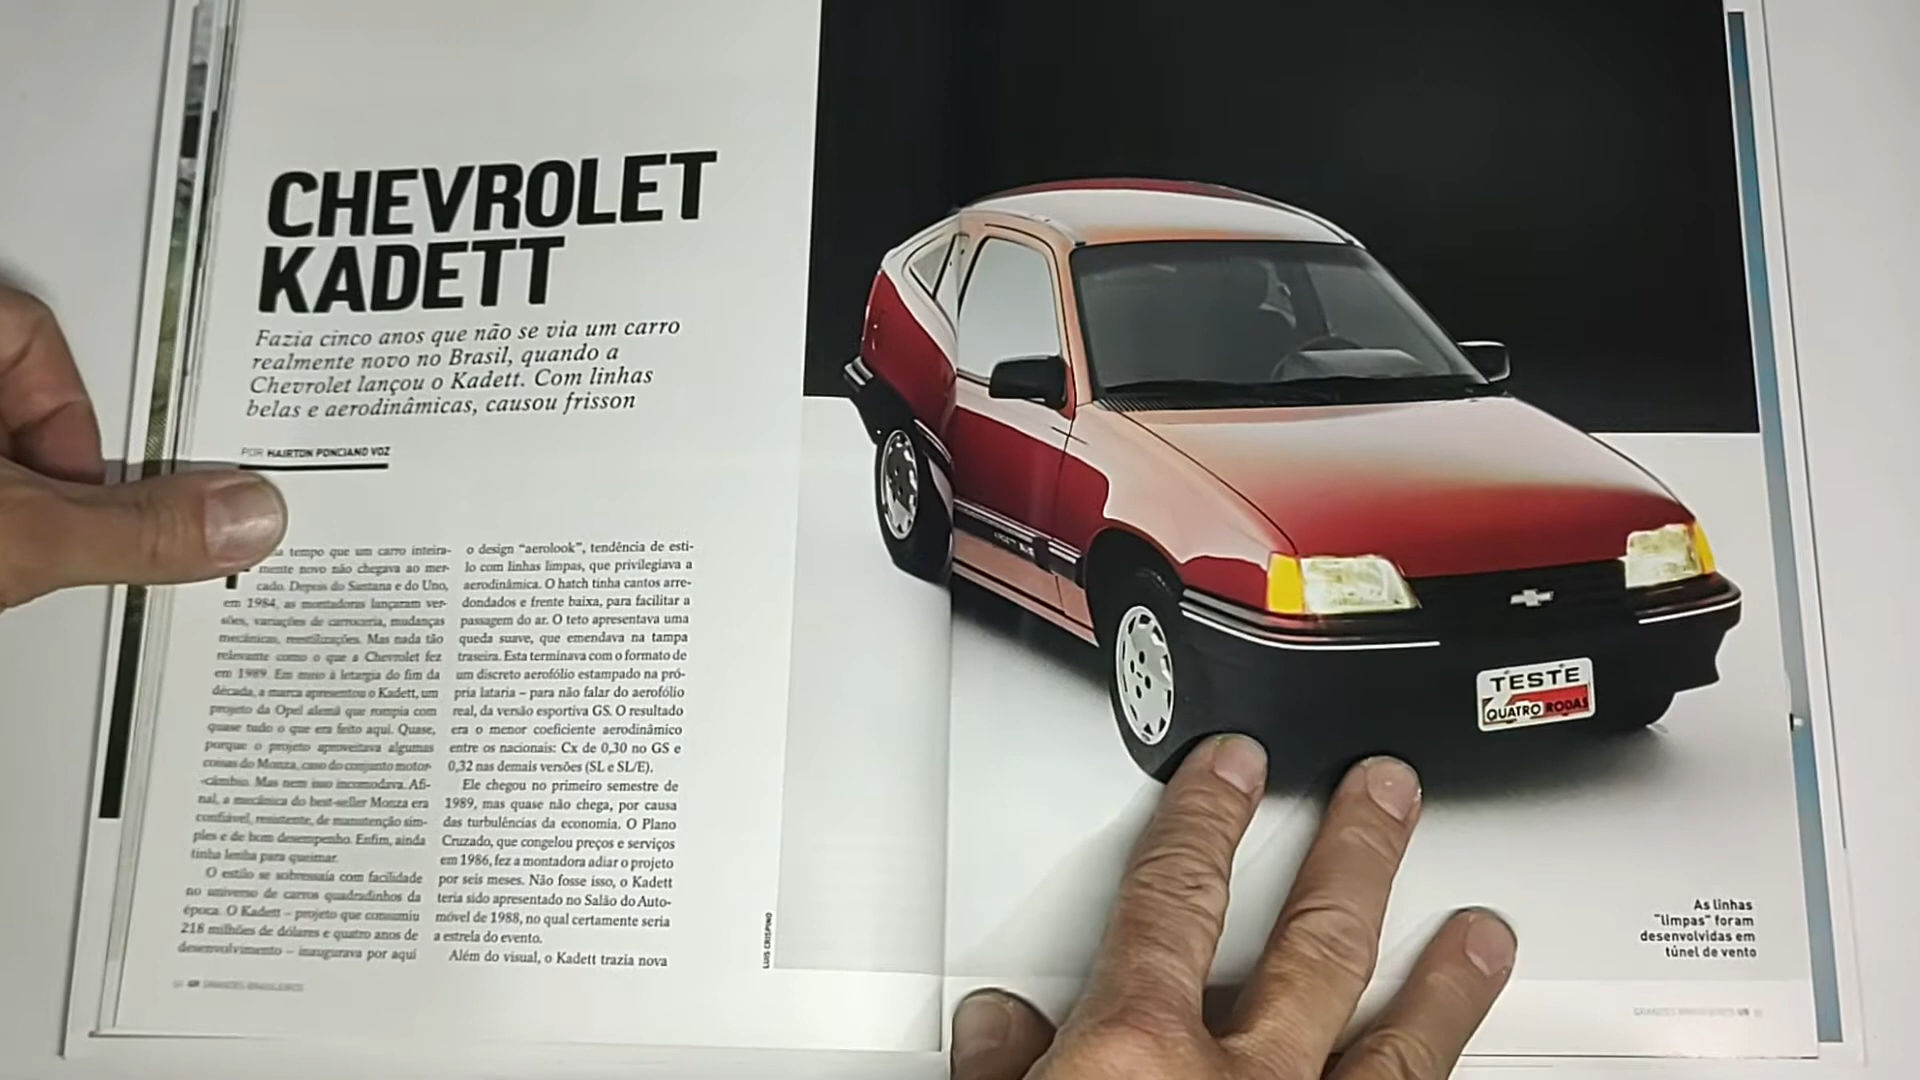 CHEVROLET
KADETT
Fazia cinco anos que não se via um carro
realmente novo no Brasil, quando a
Chevrolet lançou o Kadett. Com linhas
belas e aerodinâmicas, causou frisson
POR HAIRTON PONCIANO VOZ
tempo que um carro inteira-
mente novo não chegava ao mer-
cado. Depois do Santana e do Uno,
em 1984, as montadoras lançaram ver-
sões, variações de carroceria, mudanças
mecânicas, reestilizações. Mas nada tão
relevante como o que a Chevrolet fez
em 1989. Em meio à letargia do fim da
década, a marca apresentou o Kadett, um
projeto da Opel alemã que rompia com
quase tudo o que era feito aqui. Quase,
porque o projeto aproveitava algumas
coisas do Monza, caso do conjunto motor-
-câmbio. Mas nem isso incomodava. Afi-
nal, a mecânica do best-seller Monza era
confiável, resistente, de manutenção sim-
ples e de bom desempenho. Enfim, ainda
tinha lenha para queimar.
O estilo se sobressaía com facilidade
no universo de carros quadradinhos da
época. O Kadett – projeto que consumiu
218 milhões de dólares e quatro anos de
desenvolvimento – inaugurava por aqui
o design “aerolook”, tendência de esti-
lo com linhas limpas, que privilegiava a
aerodinâmica. O hatch tinha cantos arre-
dondados e frente baixa, para facilitar a
passagem do ar. O teto apresentava uma
queda suave, que emendava na tampa
traseira. Esta terminava com o formato de
um discreto aerofólio estampado na pró-
pria lataria – para não falar do aerofólio
real, da versão esportiva GS. O resultado
era o menor coeficiente aerodinâmico
entre os nacionais: Cx de 0,30 no GS e
0,32 nas demais versões (SL e SL/E).
Ele chegou no primeiro semestre de
1989, mas quase não chega, por causa
das turbulências da economia. O Plano
Cruzado, que congelou preços e serviços
em 1986, fez a montadora adiar o projeto
por seis meses. Não fosse isso, o Kadett
teria sido apresentado no Salão do Auto-
móvel de 1988, no qual certamente seria
a estrela do evento.
Além do visual, o Kadett trazia nova
LUIS CRISPINO
GRANDES BRASILEIROS
TESTE
QUATRO RODAS
As linhas
"limpas" foram
desenvolvidas em
túnel de vento
GRANDES BRASILEIROS